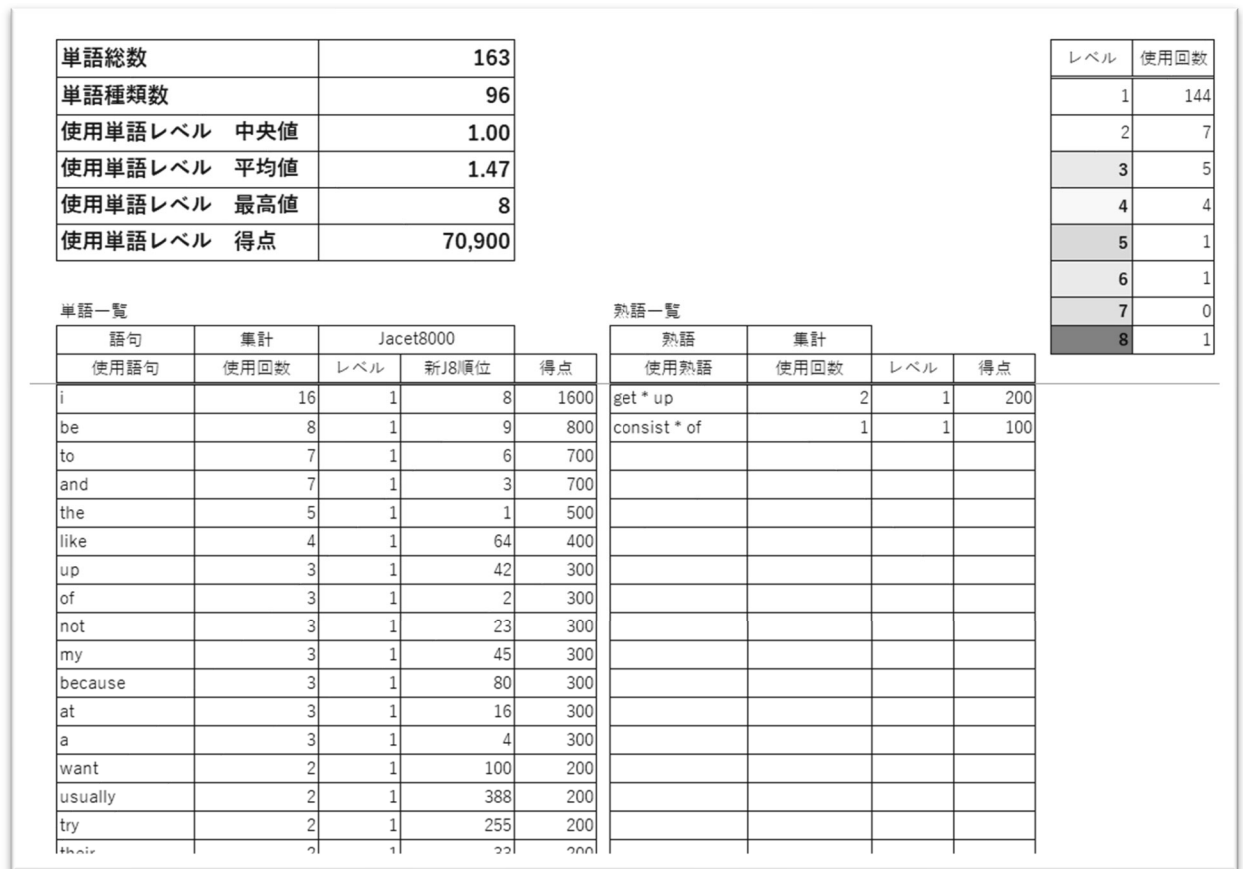 単語総数 163
単語種類数 96
使用単語レベル 中央値 1.00
使用単語レベル 平均値 1.47
使用単語レベル 最高値 8
使用単語レベル 得点 70,900
レベル 使用回数
1 144
2 7
3 5
4 4
5 1
6 1
7 0
8 1
単語一覧
語句 集計 Jacet8000
使用語句 使用回数 レベル 新J8順位 得点
i 16 1 8 1600
be 8 1 9 800
to 7 1 6 700
and 7 1 3 700
the 5 1 1 500
like 4 1 64 400
up 3 1 42 300
of 3 1 2 300
not 3 1 23 300
my 3 1 45 300
because 3 1 80 300
at 3 1 16 300
a 3 1 4 300
want 2 1 100 200
usually 2 1 388 200
try 2 1 255 200
their 2 1 33 200
熟語一覧
熟語 集計
使用熟語 使用回数 レベル 得点
get * up 2 1 200
consist * of 1 1 100